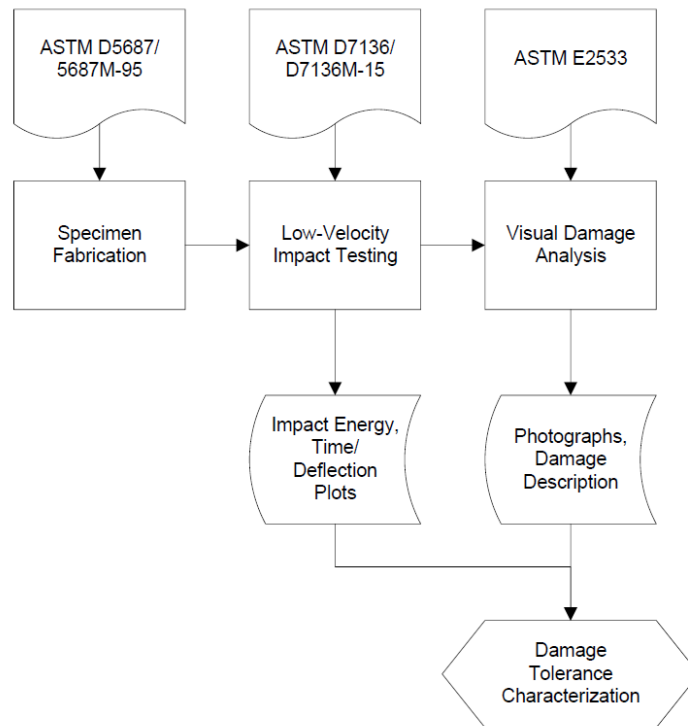 ASTM D5687/
5687M-95
ASTM D7136/
D7136M-15
ASTM E2533
Specimen
Fabrication
Low-Velocity
Impact Testing
Visual Damage
Analysis
Impact Energy,
Time/
Deflection
Plots
Photographs,
Damage
Description
Damage
Tolerance
Characterization